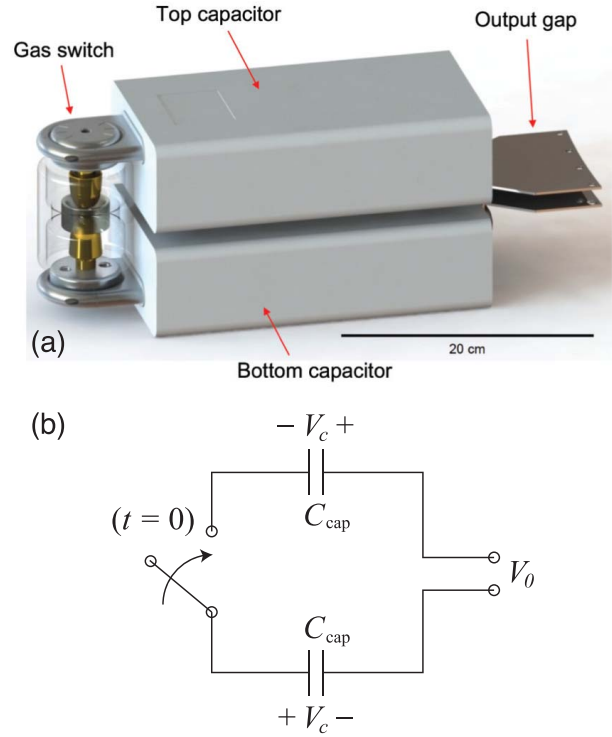 Top capacitor
Output gap
Gas switch
(a)
20 cm
Bottom capacitor
(b)
− V_c +
(t = 0)
C_cap
V_0
C_cap
+ V_c −